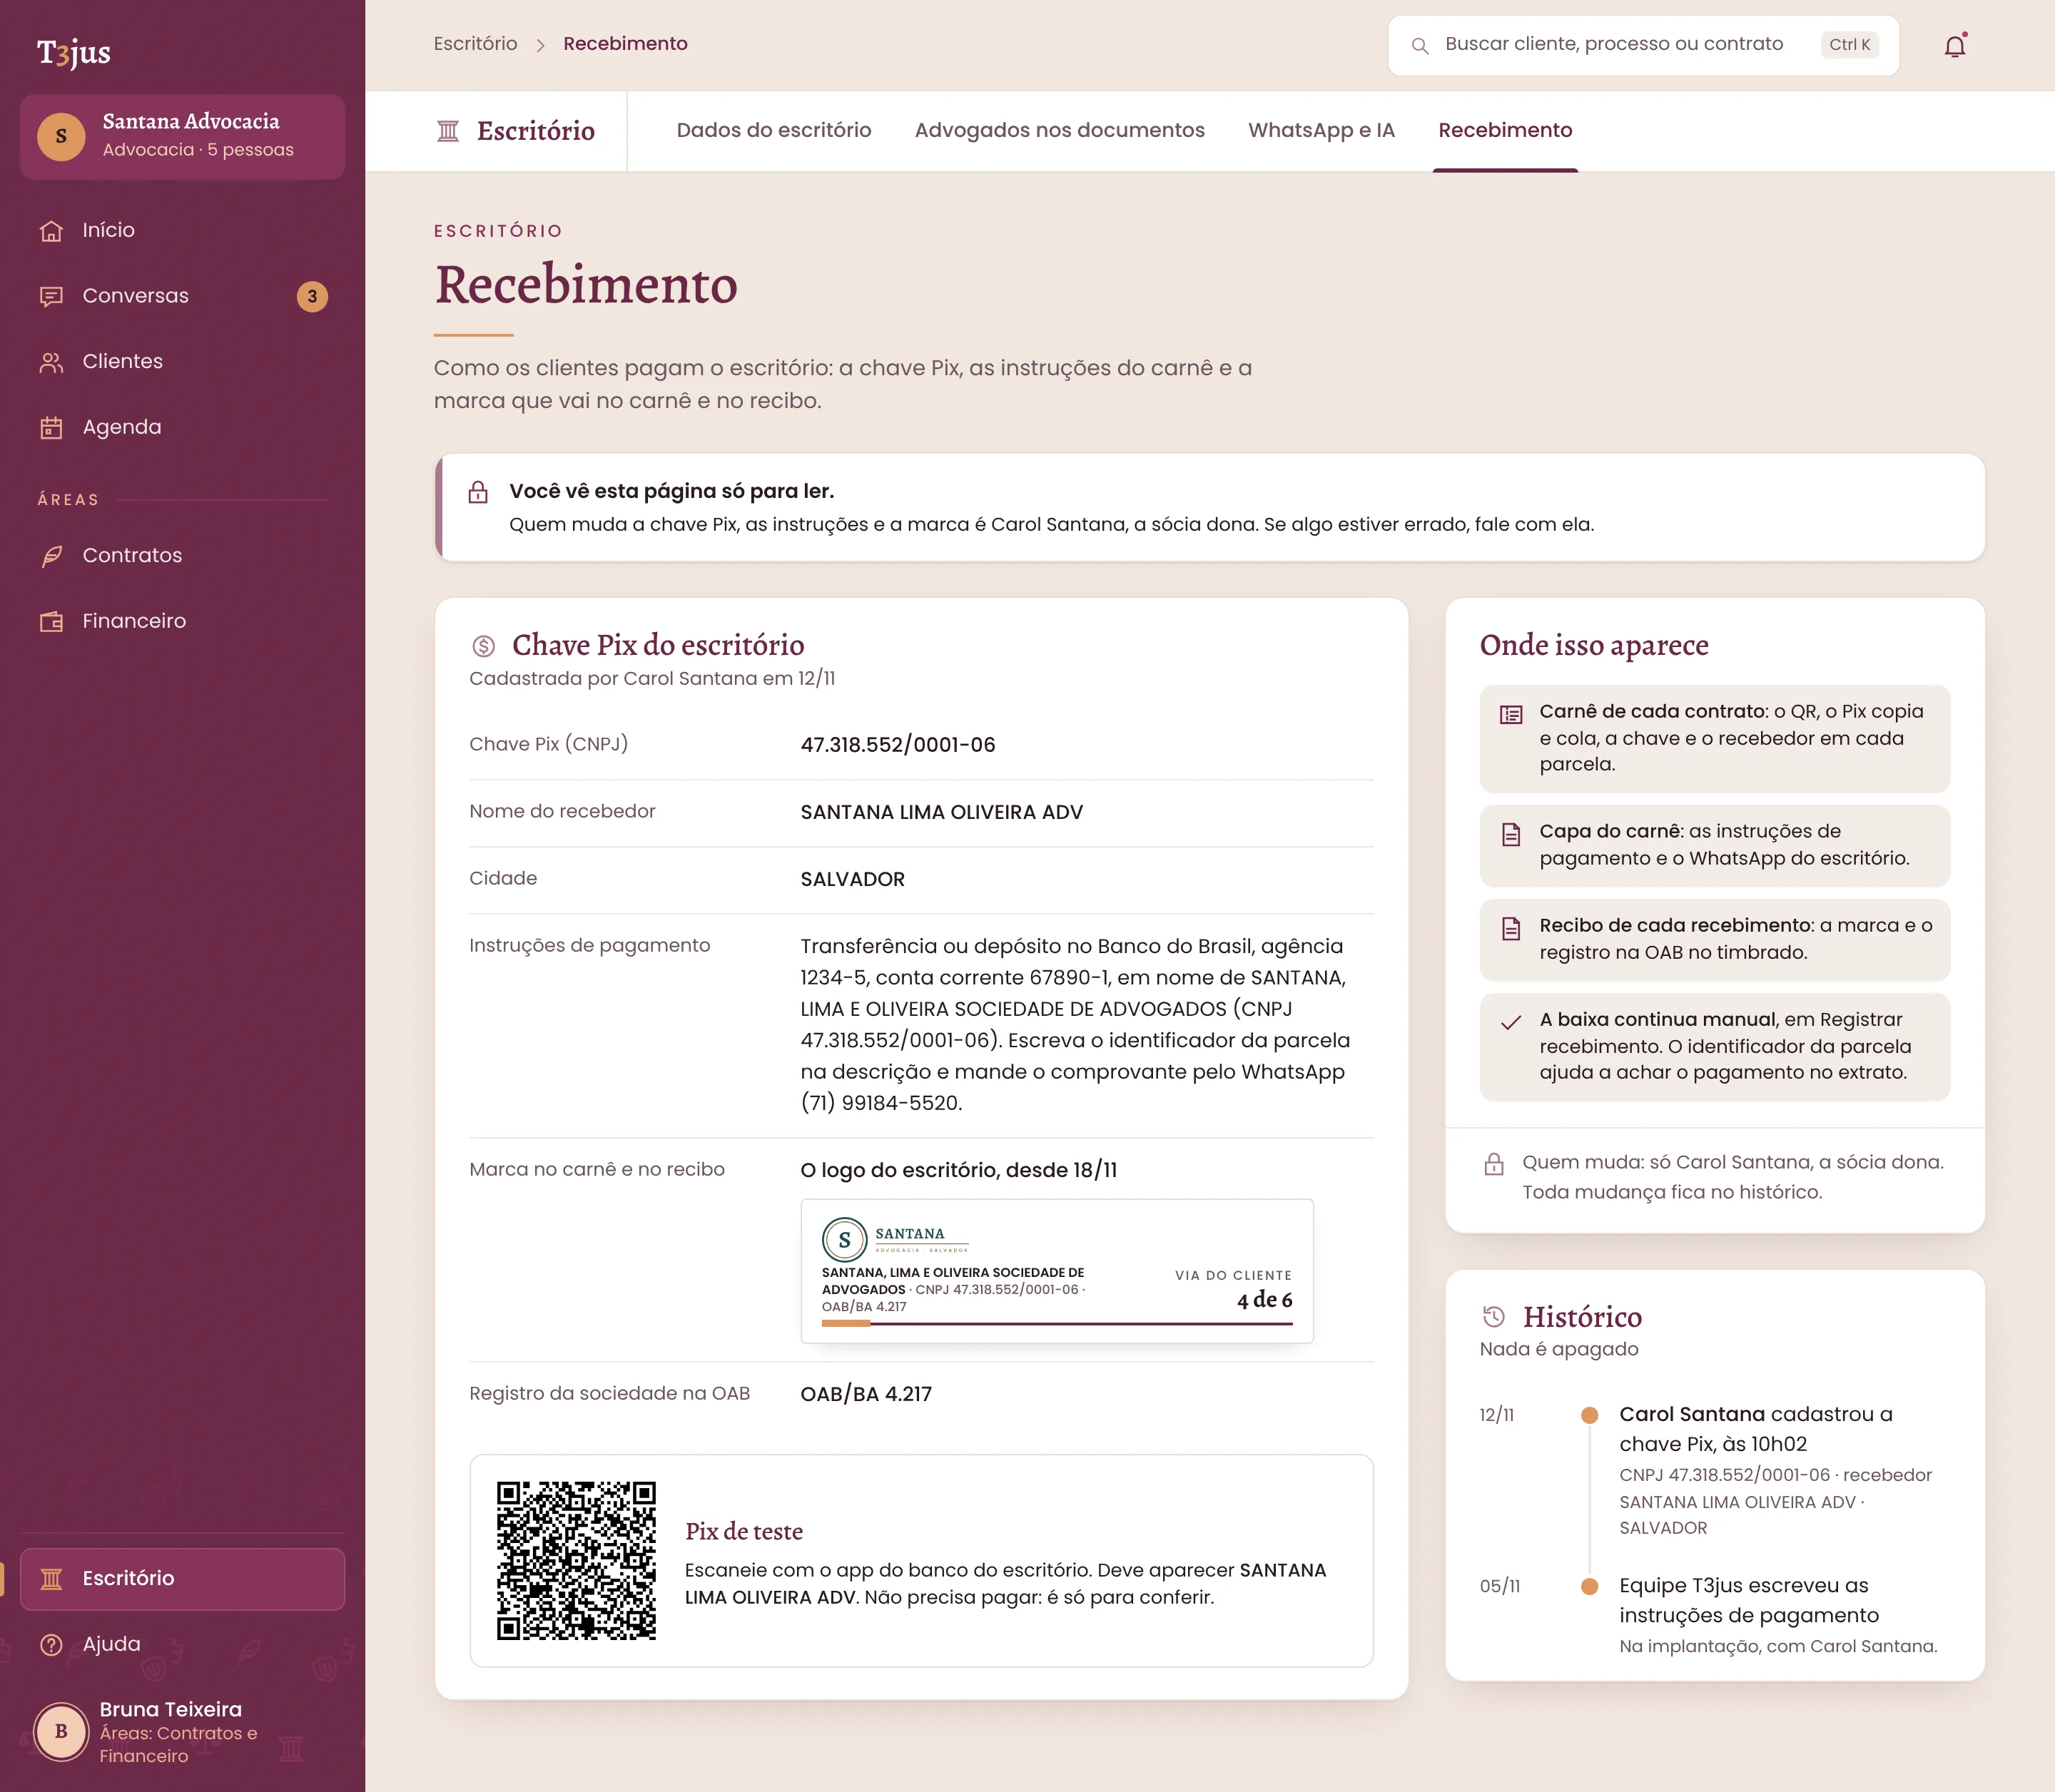 T3jus
S
Santana Advocacia
Advocacia · 5 pessoas
Início
Conversas
3
Clientes
Agenda
ÁREAS
Contratos
Financeiro
Escritório
Ajuda
B
Bruna Teixeira
Áreas: Contratos e
Financeiro
Escritório
Recebimento
Buscar cliente, processo ou contrato
Ctrl K
Escritório
Dados do escritório
Advogados nos documentos
WhatsApp e IA
Recebimento
ESCRITÓRIO
Recebimento
Como os clientes pagam o escritório: a chave Pix, as instruções do carnê e a
marca que vai no carnê e no recibo.
Você vê esta página só para ler.
Quem muda a chave Pix, as instruções e a marca é Carol Santana, a sócia dona. Se algo estiver errado, fale com ela.
Chave Pix do escritório
Cadastrada por Carol Santana em 12/11
Chave Pix (CNPJ)
47.318.552/0001-06
Nome do recebedor
SANTANA LIMA OLIVEIRA ADV
Cidade
SALVADOR
Instruções de pagamento
Transferência ou depósito no Banco do Brasil, agência
1234-5, conta corrente 67890-1, em nome de SANTANA,
LIMA E OLIVEIRA SOCIEDADE DE ADVOGADOS (CNPJ
47.318.552/0001-06). Escreva o identificador da parcela
na descrição e mande o comprovante pelo WhatsApp
(71) 99184-5520.
Marca no carnê e no recibo
O logo do escritório, desde 18/11
S
SANTANA
ADVOCACIA · SALVADOR
SANTANA, LIMA E OLIVEIRA SOCIEDADE DE
ADVOGADOS · CNPJ 47.318.552/0001-06 ·
OAB/BA 4.217
VIA DO CLIENTE
4 de 6
Registro da sociedade na OAB
OAB/BA 4.217
Pix de teste
Escaneie com o app do banco do escritório. Deve aparecer SANTANA
LIMA OLIVEIRA ADV. Não precisa pagar: é só para conferir.
Onde isso aparece
Carnê de cada contrato: o QR, o Pix copia
e cola, a chave e o recebedor em cada
parcela.
Capa do carnê: as instruções de
pagamento e o WhatsApp do escritório.
Recibo de cada recebimento: a marca e o
registro na OAB no timbrado.
A baixa continua manual, em Registrar
recebimento. O identificador da parcela
ajuda a achar o pagamento no extrato.
Quem muda: só Carol Santana, a sócia dona.
Toda mudança fica no histórico.
Histórico
Nada é apagado
12/11
Carol Santana cadastrou a
chave Pix, às 10h02
CNPJ 47.318.552/0001-06 · recebedor
SANTANA LIMA OLIVEIRA ADV ·
SALVADOR
05/11
Equipe T3jus escreveu as
instruções de pagamento
Na implantação, com Carol Santana.